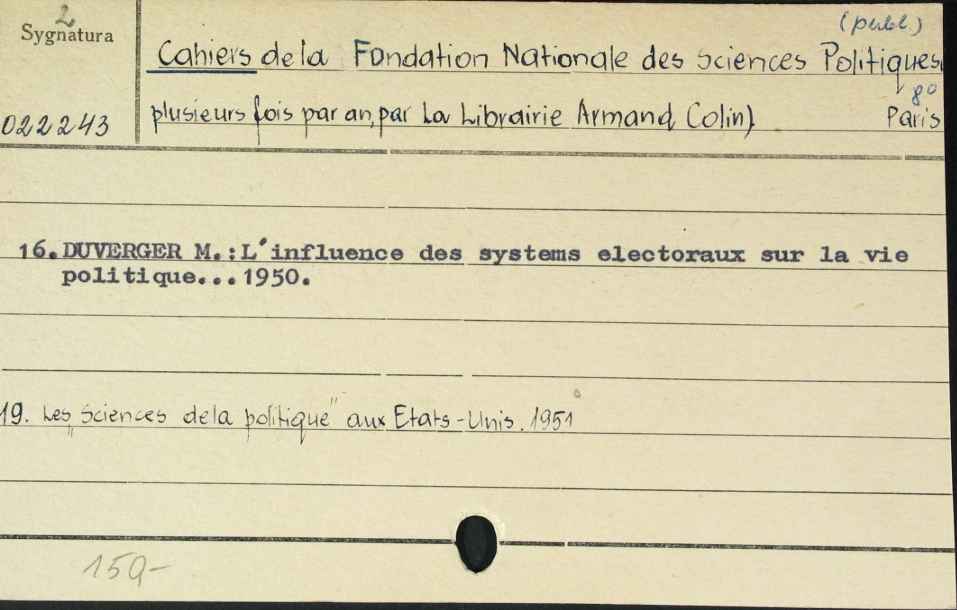 2
Sygnatura
(publ.)
Cahiers de la Fondation Nationale des Sciences Politiques
8°
022243
plusieurs fois par an, par La Librairie Armand Colin) Paris
16. DUVERGER M.:L'influence des systems electoraux sur la vie
politique...1950.
19. Les „Sciences de la politique" aux Etats-Unis. 1951
150-